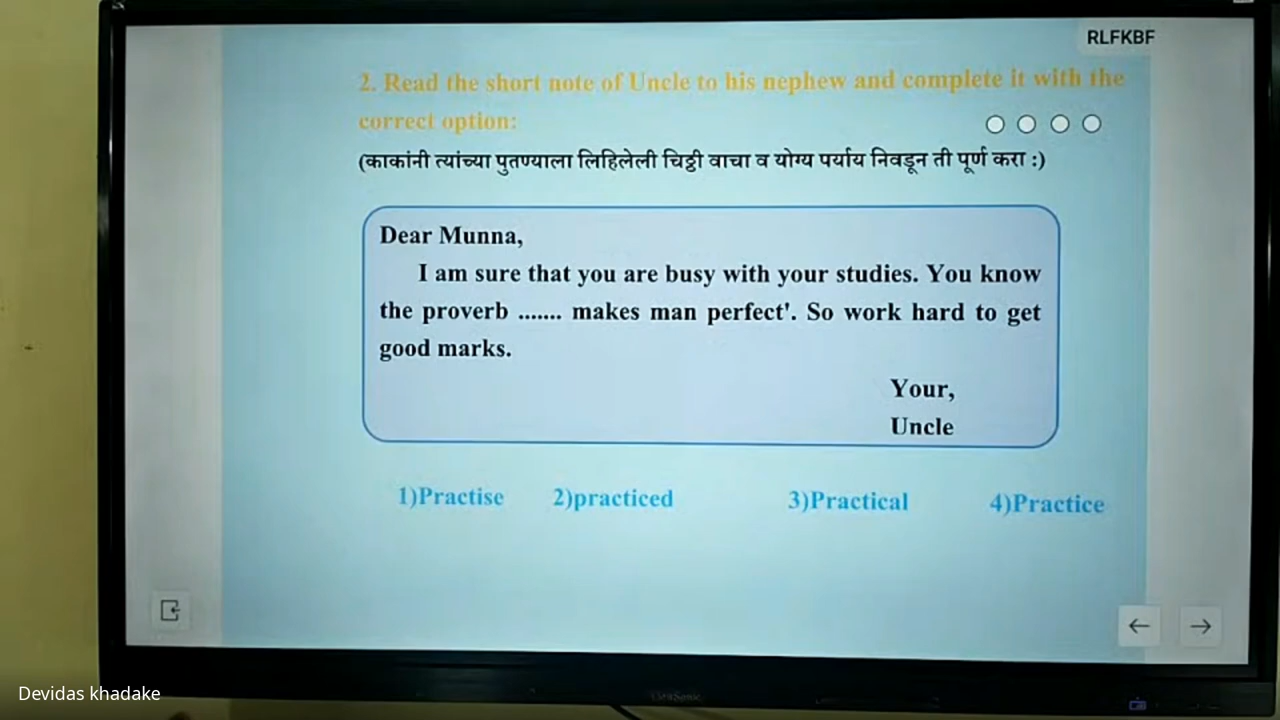 RLFKBF
2. Read the short note of Uncle to his nephew and complete it with the
correct option:
(काकांनी त्यांच्या पुतण्याला लिहिलेली चिठ्ठी वाचा व योग्य पर्याय निवडून ती पूर्ण करा :)
Dear Munna,
I am sure that you are busy with your studies. You know
the proverb ....... makes man perfect'. So work hard to get
good marks.
Your,
Uncle
1)Practise 2)practiced 3)Practical 4)Practice
Devidas khadake